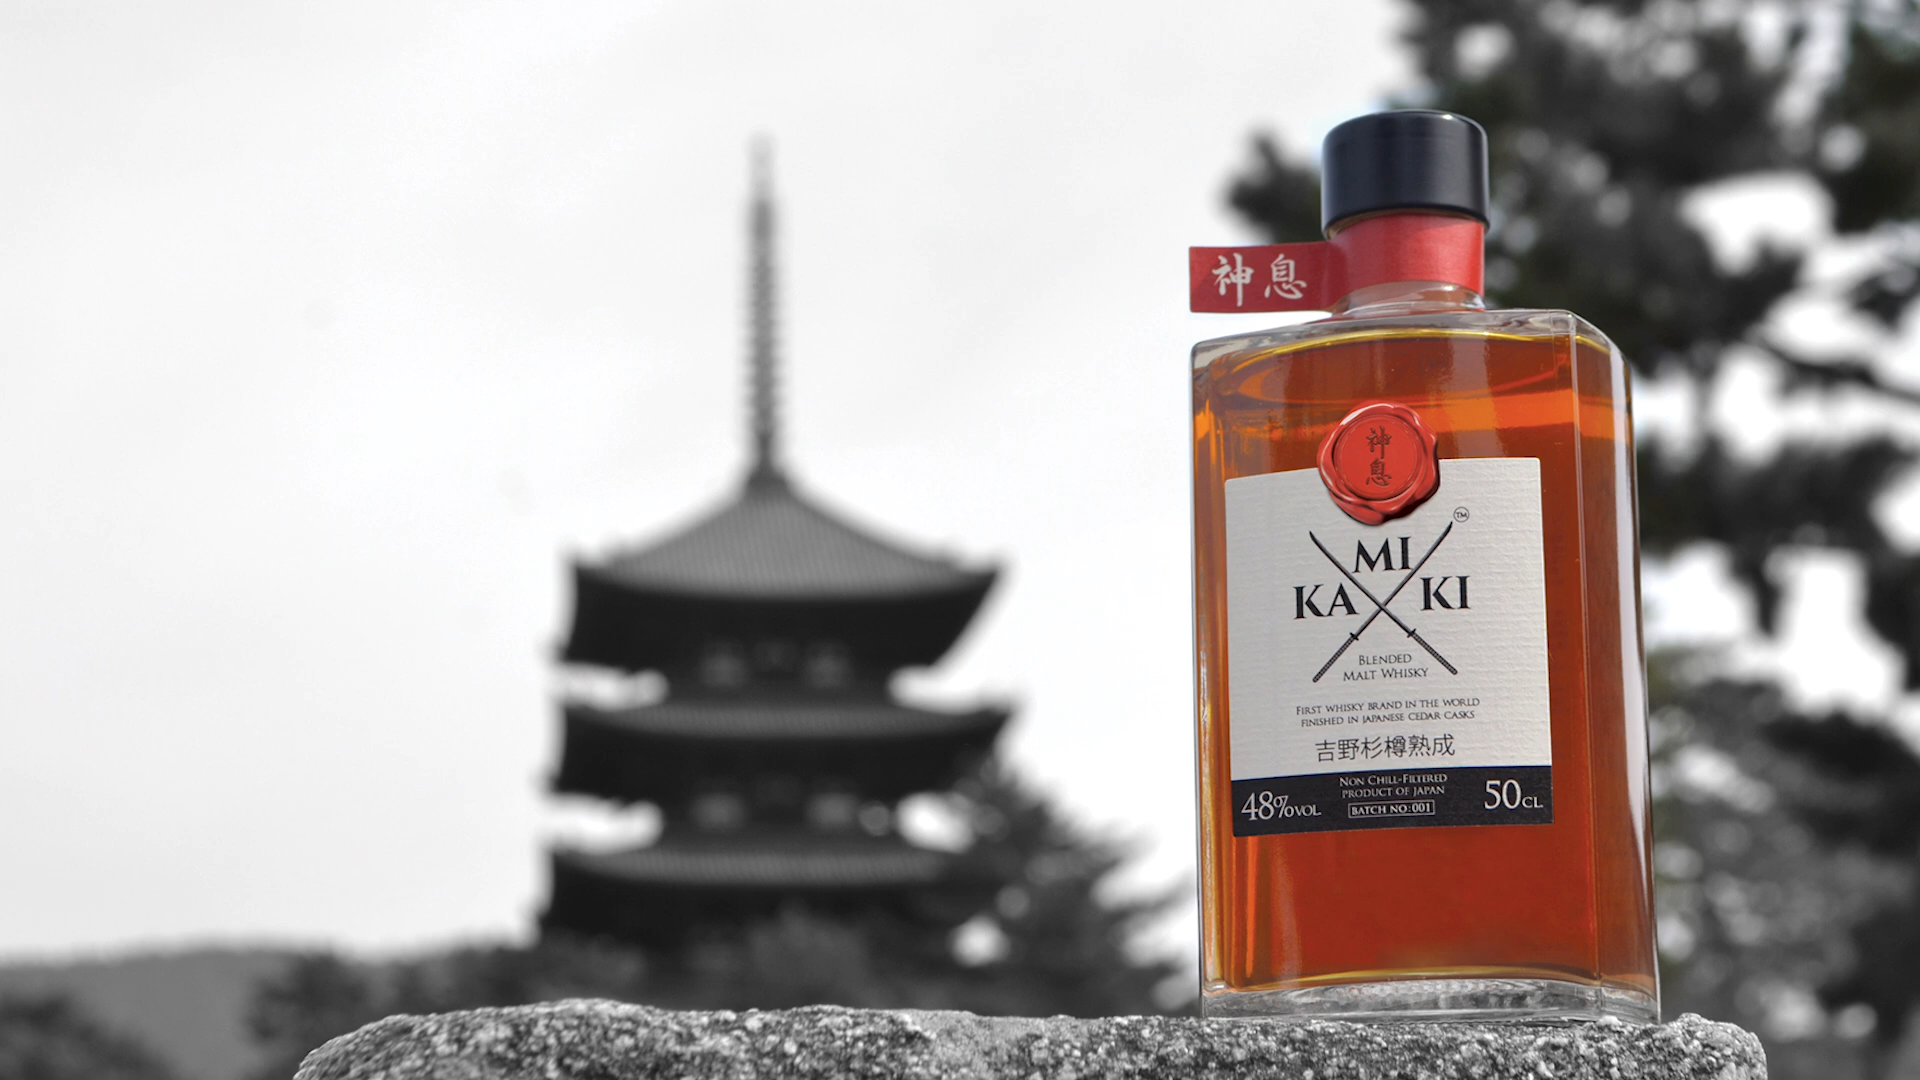 神息
神
息
TM
MI
KA KI
BLENDED
MALT WHISKY
FIRST WHISKY BRAND IN THE WORLD
FINISHED IN JAPANESE CEDAR CASKS
吉野杉樽熟成
NON CHILL-FILTERED
PRODUCT OF JAPAN
48%VOL. BATCH NO:001 50CL